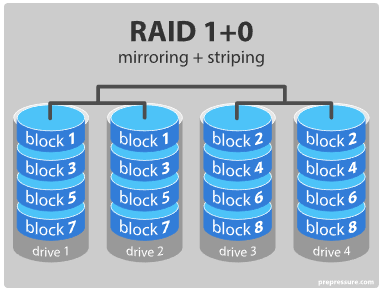 RAID 1+0
mirroring + striping
block 1
block 3
block 5
block 7
drive 1
block 1
block 3
block 5
block 7
drive 2
block 2
block 4
block 6
block 8
drive 3
block 2
block 4
block 6
block 8
drive 4
prepressure.com